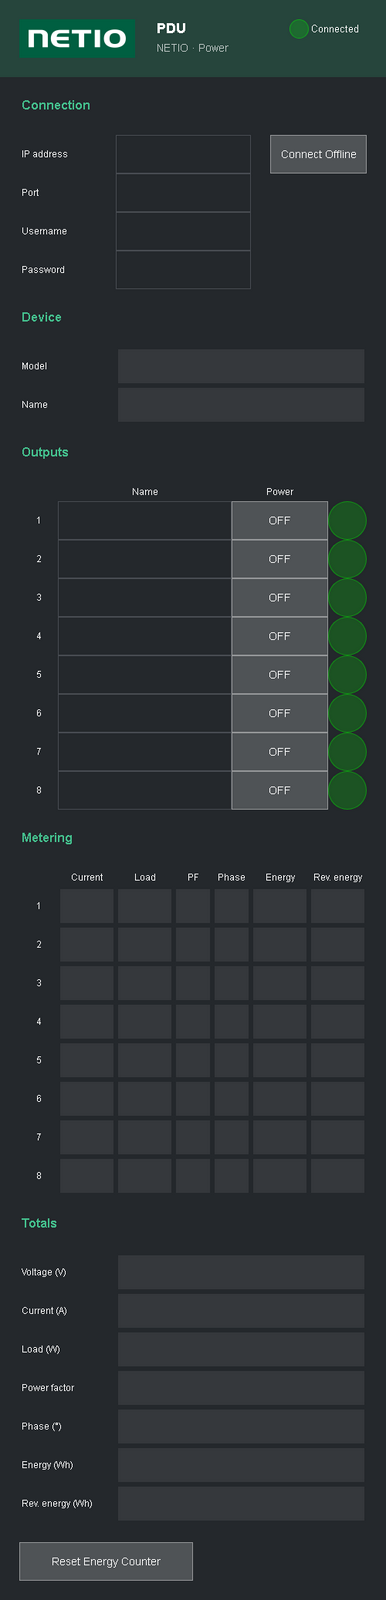 NETIO
PDU
NETIO · Power
Connected
Connection
IP address
Connect Offline
Port
Username
Password
Device
Model
Name
Outputs
Name Power
1 OFF
2 OFF
3 OFF
4 OFF
5 OFF
6 OFF
7 OFF
8 OFF
Metering
Current Load PF Phase Energy Rev. energy
1
2
3
4
5
6
7
8
Totals
Voltage (V)
Current (A)
Load (W)
Power factor
Phase (°)
Energy (Wh)
Rev. energy (Wh)
Reset Energy Counter